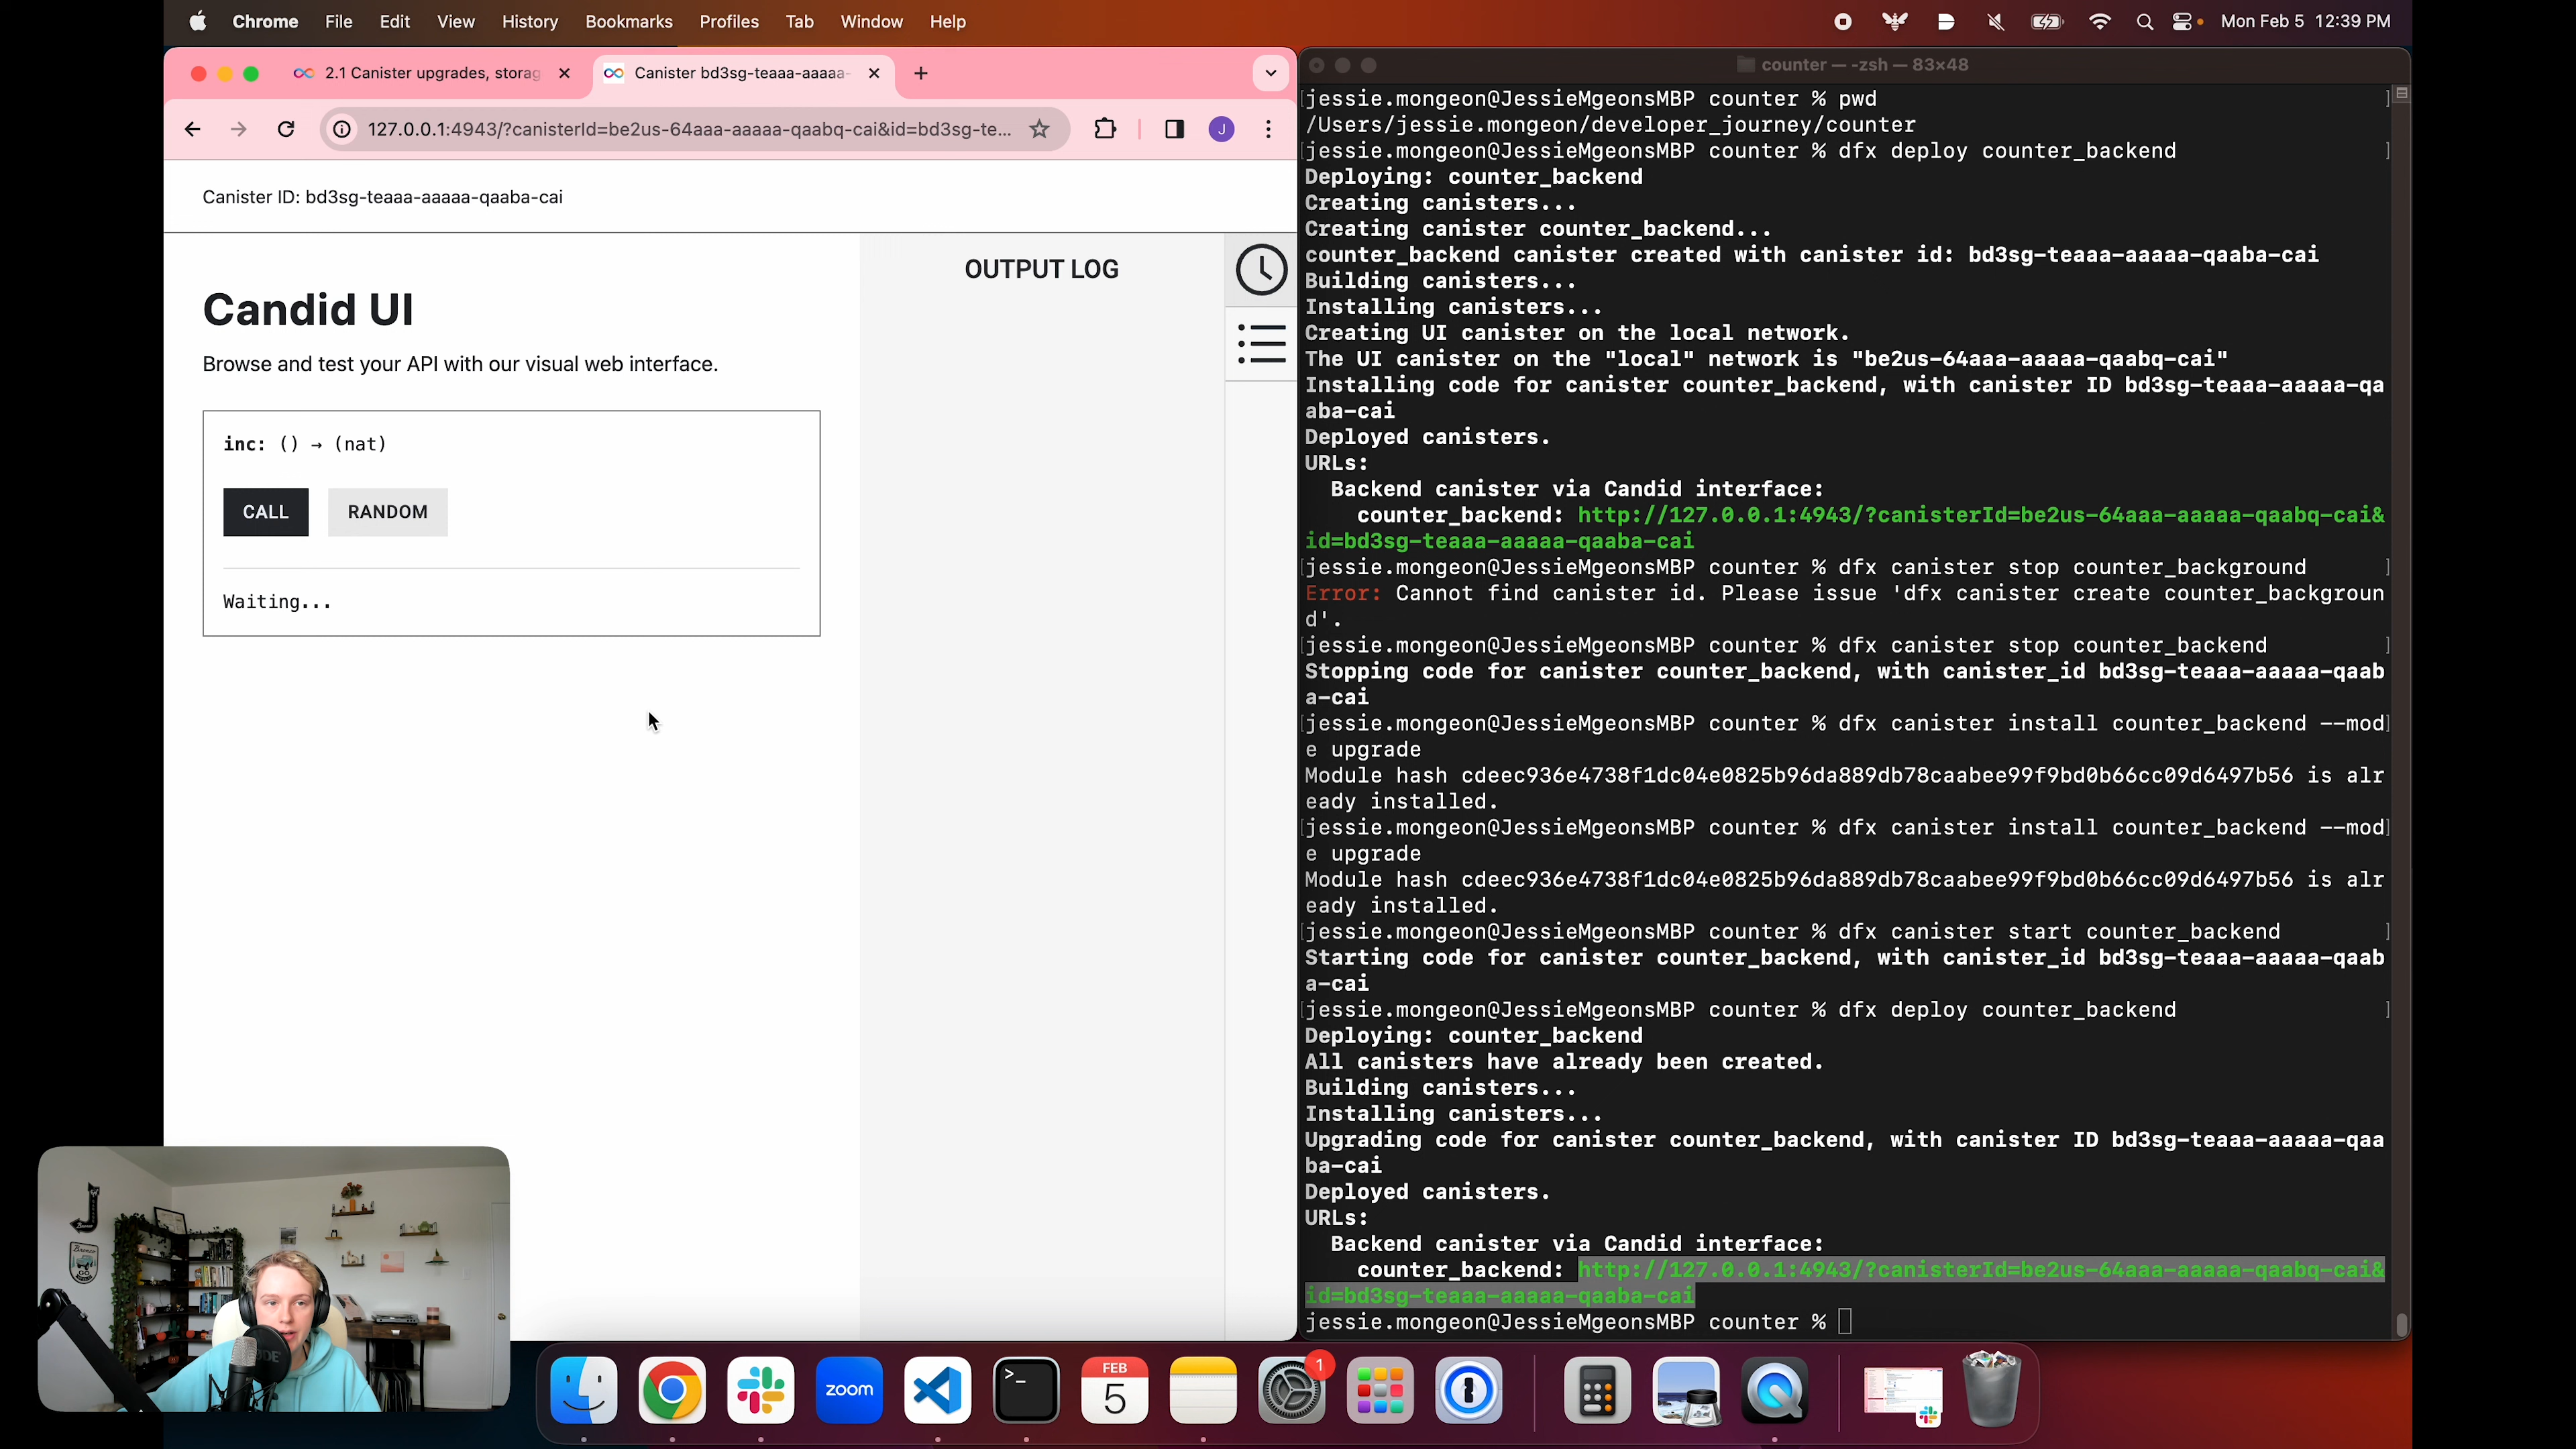 Chrome File Edit View History Bookmarks Profiles Tab Window Help Mon Feb 5 12:39 PM
2.1 Canister upgrades, storag
Canister bd3sg-teaaa-aaaaa-
127.0.0.1:4943/?canisterId=be2us-64aaa-aaaaa-qaabq-cai&id=bd3sg-te...
J
Canister ID: bd3sg-teaaa-aaaaa-qaaba-cai
Candid UI
Browse and test your API with our visual web interface.
inc: () → (nat)
CALL RANDOM
Waiting...
OUTPUT LOG
counter — -zsh — 83×48
jessie.mongeon@JessieMgeonsMBP counter % pwd
/Users/jessie.mongeon/developer_journey/counter
jessie.mongeon@JessieMgeonsMBP counter % dfx deploy counter_backend
Deploying: counter_backend
Creating canisters...
Creating canister counter_backend...
counter_backend canister created with canister id: bd3sg-teaaa-aaaaa-qaaba-cai
Building canisters...
Installing canisters...
Creating UI canister on the local network.
The UI canister on the "local" network is "be2us-64aaa-aaaaa-qaabq-cai"
Installing code for canister counter_backend, with canister ID bd3sg-teaaa-aaaaa-qa
aba-cai
Deployed canisters.
URLs:
Backend canister via Candid interface:
counter_backend: http://127.0.0.1:4943/?canisterId=be2us-64aaa-aaaaa-qaabq-cai&
id=bd3sg-teaaa-aaaaa-qaaba-cai
jessie.mongeon@JessieMgeonsMBP counter % dfx canister stop counter_background
Error: Cannot find canister id. Please issue 'dfx canister create counter_backgroun
d'.
jessie.mongeon@JessieMgeonsMBP counter % dfx canister stop counter_backend
Stopping code for canister counter_backend, with canister_id bd3sg-teaaa-aaaaa-qaab
a-cai
jessie.mongeon@JessieMgeonsMBP counter % dfx canister install counter_backend --mod
e upgrade
Module hash cdeec936e4738f1dc04e0825b96da889db78caabee99f9bd0b66cc09d6497b56 is alr
eady installed.
jessie.mongeon@JessieMgeonsMBP counter % dfx canister install counter_backend --mod
e upgrade
Module hash cdeec936e4738f1dc04e0825b96da889db78caabee99f9bd0b66cc09d6497b56 is alr
eady installed.
jessie.mongeon@JessieMgeonsMBP counter % dfx canister start counter_backend
Starting code for canister counter_backend, with canister_id bd3sg-teaaa-aaaaa-qaab
a-cai
jessie.mongeon@JessieMgeonsMBP counter % dfx deploy counter_backend
Deploying: counter_backend
All canisters have already been created.
Building canisters...
Installing canisters...
Upgrading code for canister counter_backend, with canister ID bd3sg-teaaa-aaaaa-qaa
ba-cai
Deployed canisters.
URLs:
Backend canister via Candid interface:
counter_backend: http://127.0.0.1:4943/?canisterId=be2us-64aaa-aaaaa-qaabq-cai&
id=bd3sg-teaaa-aaaaa-qaaba-cai
jessie.mongeon@JessieMgeonsMBP counter %
zoom
>_
FEB
5
1